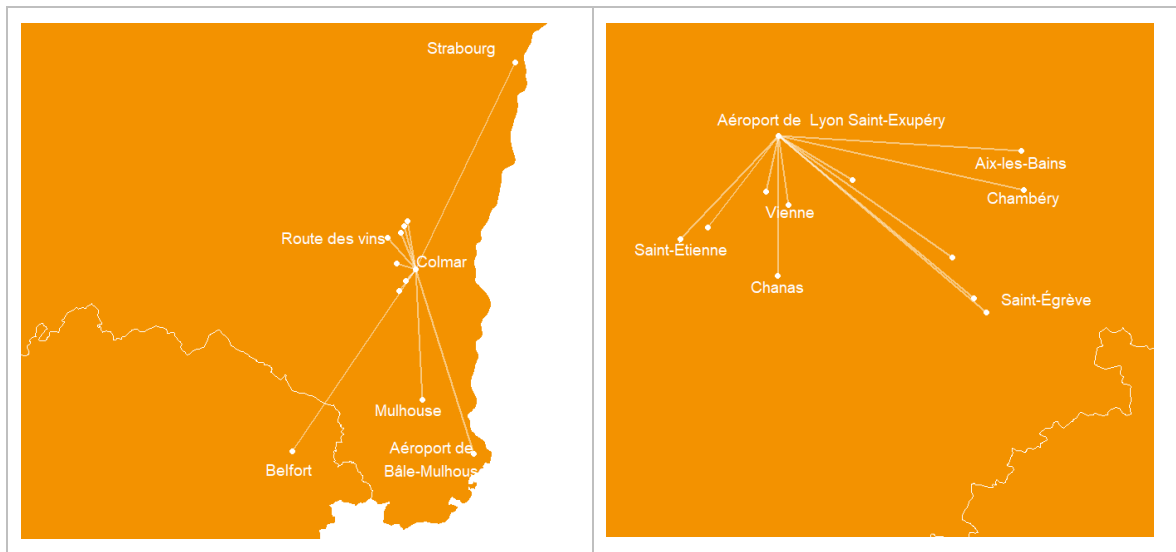 Strabourg
Route des vins
Colmar
Mulhouse
Aéroport de
Bâle-Mulhous
Belfort
Aéroport de Lyon Saint-Exupéry
Aix-les-Bains
Chambéry
Vienne
Saint-Étienne
Chanas
Saint-Égrève